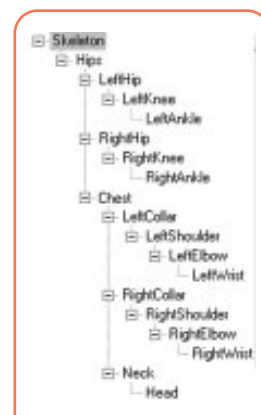 Skeleton
Hips
LeftHip
LeftKnee
LeftAnkle
RightHip
RightKnee
RightAnkle
Chest
LeftCollar
LeftShoulder
LeftElbow
LeftWrist
RightCollar
RightShoulder
RightElbow
RightWrist
Neck
Head